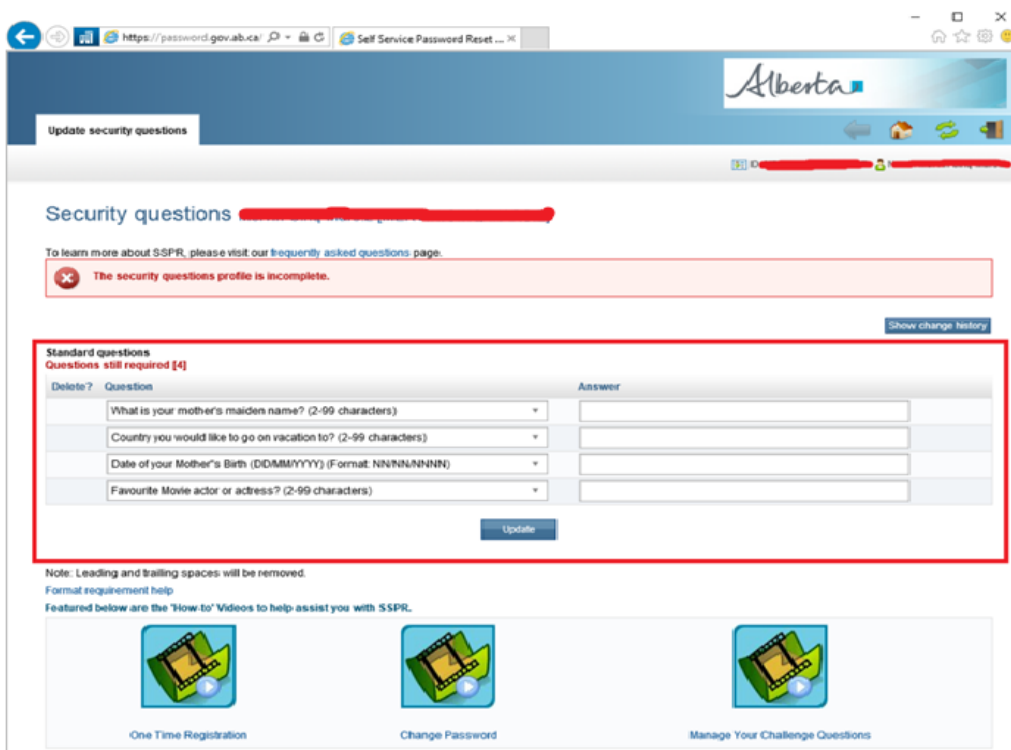 https://password.gov.ab.ca/ Self Service Password Reset ...
Alberta
Update security questions
ID
Security questions
To learn more about SSPR, please visit our frequently asked questions page.
The security questions profile is incomplete.
Show change history
Standard questions
Questions still required [4]
Delete? Question Answer
What is your mother's maiden name? (2-99 characters)
Country you would like to go on vacation to? (2-99 characters)
Date of your Mother"s Birth (DD/MM/YYYY) (Format: NN/NN/NNNN)
Favourite Movie actor or actress? (2-99 characters)
Update
Note: Leading and trailing spaces will be removed.
Format requirement help
Featured below are the 'How-to' Videos to help assist you with SSPR.
One Time Registration Change Password Manage Your Challenge Questions